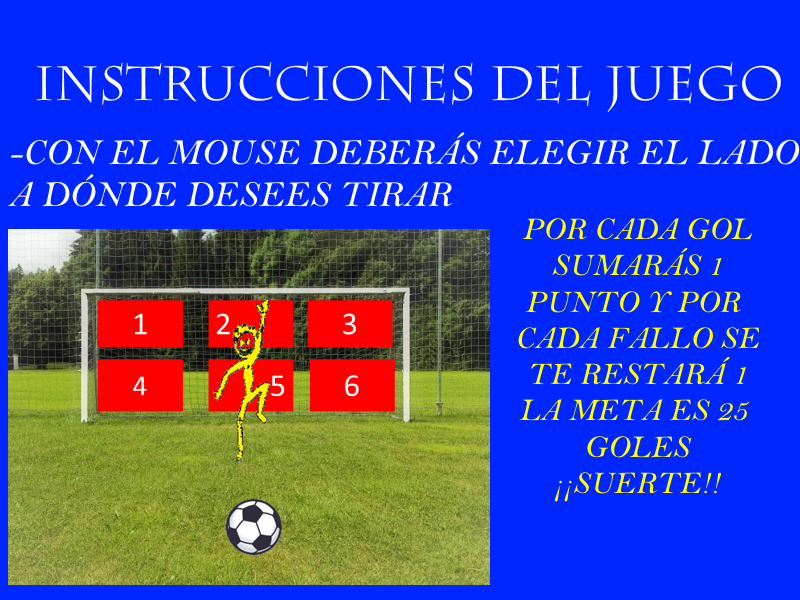 INSTRUCCIONES DEL JUEGO
-CON EL MOUSE DEBERÁS ELEGIR EL LADO
A DÓNDE DESEES TIRAR
POR CADA GOL
SUMARÁS 1
PUNTO Y POR
CADA FALLO SE
TE RESTARÁ 1
LA META ES 25
GOLES
¡¡SUERTE!!
1 2 3
4 5 6